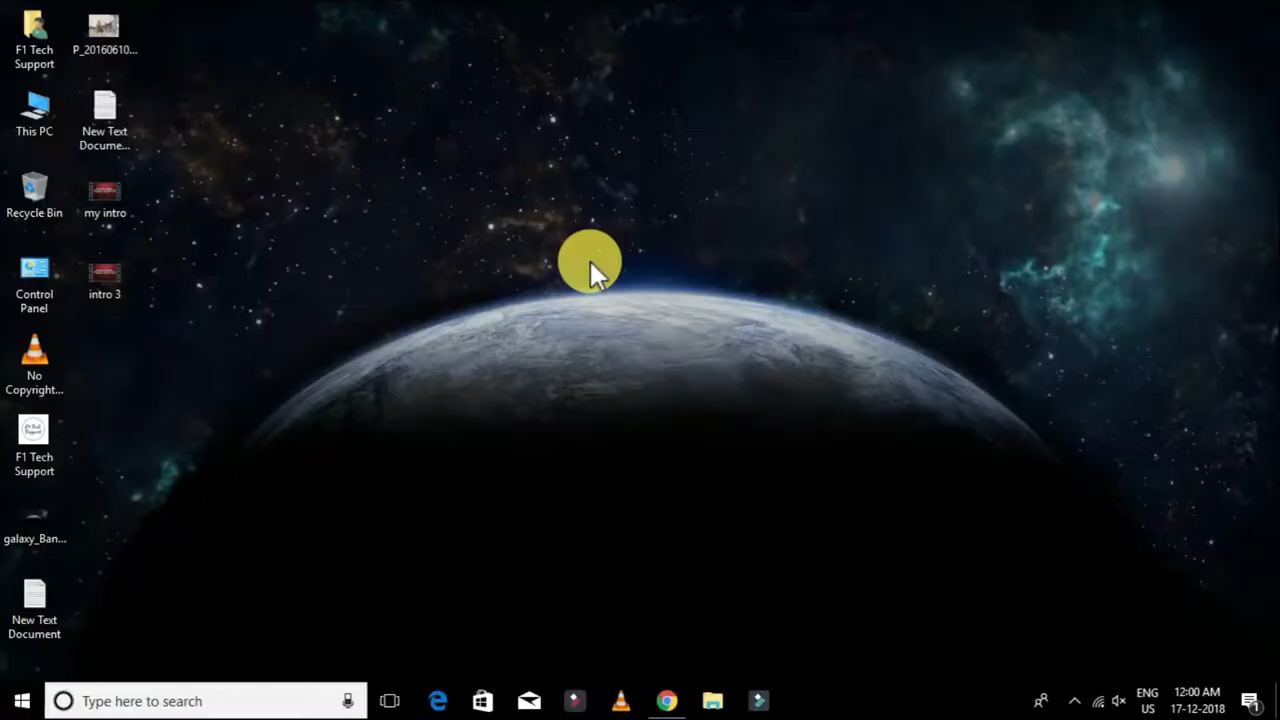 F1 Tech
Support
P_20160610...
This PC
New Text
Docume...
Recycle Bin
my intro
Control
Panel
intro 3
No
Copyright...
F1 Tech
Support
galaxy_Ban...
New Text
Document
Type here to search
ENG
US
12:00 AM
17-12-2018
1